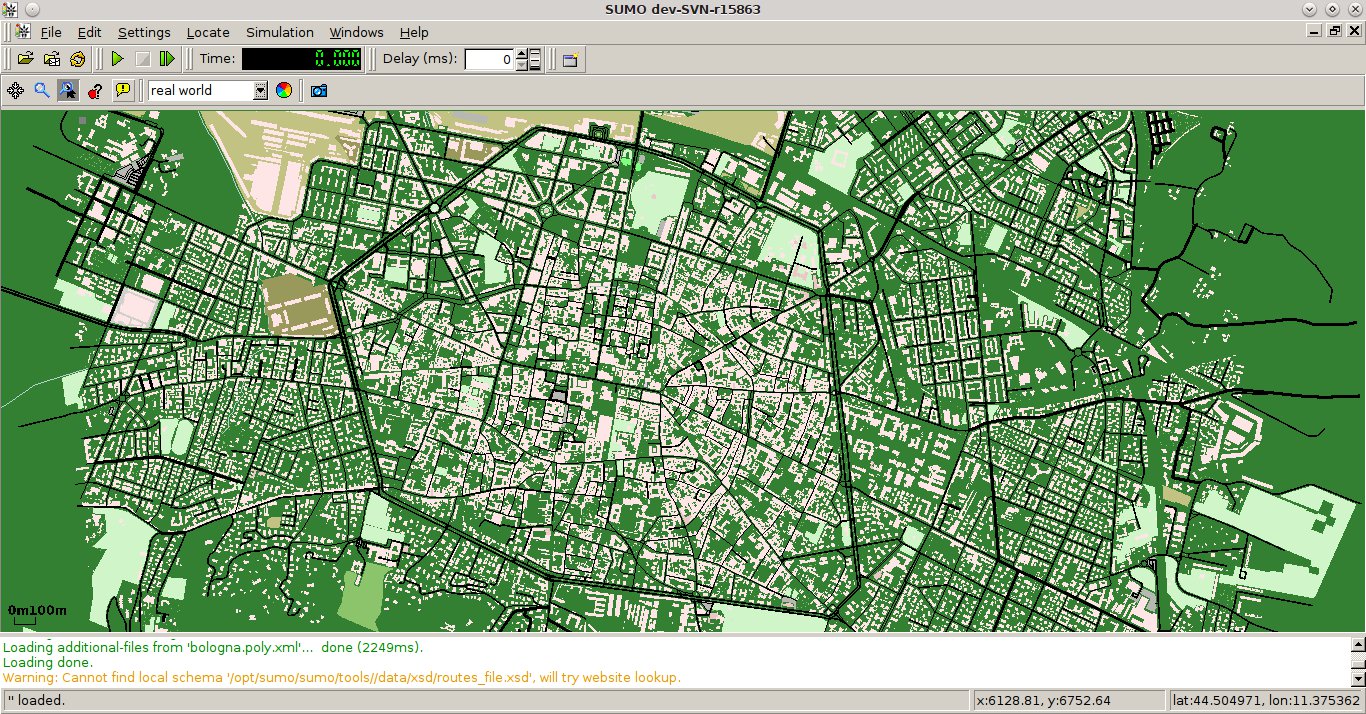 SUMO dev-SVN-r15863
File Edit Settings Locate Simulation Windows Help
Time: 0.000 Delay (ms): 0
real world
0m100m
Loading additional-files from 'bologna.poly.xml'... done (2249ms).
Loading done.
Warning: Cannot find local schema '/opt/sumo/sumo/tools//data/xsd/routes_file.xsd', will try website lookup.
'' loaded. x:6128.81, y:6752.64 lat:44.504971, lon:11.375362